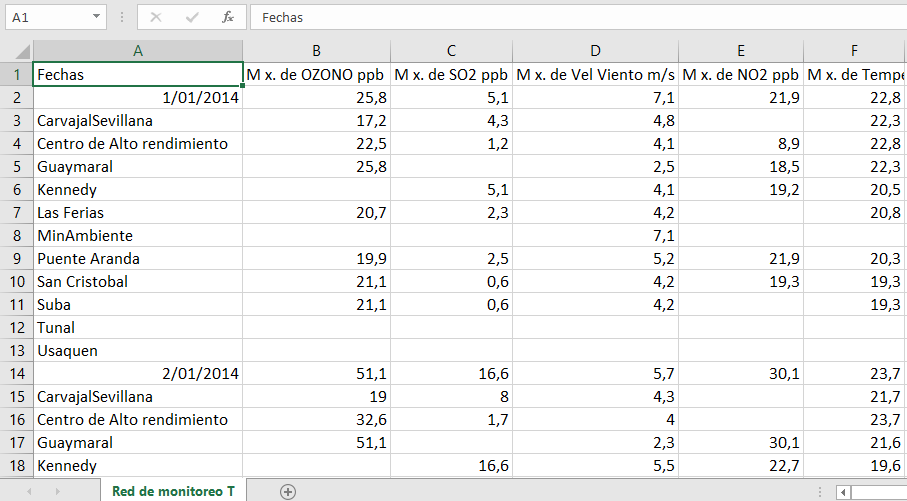 A1 fx Fechas
A B C D E F
1 Fechas M x. de OZONO ppb M x. de SO2 ppb M x. de Vel Viento m/s M x. de NO2 ppb M x. de Tempe
2 1/01/2014 25,8 5,1 7,1 21,9 22,8
3 CarvajalSevillana 17,2 4,3 4,8 22,3
4 Centro de Alto rendimiento 22,5 1,2 4,1 8,9 22,8
5 Guaymaral 25,8 2,5 18,5 22,3
6 Kennedy 5,1 4,1 19,2 20,5
7 Las Ferias 20,7 2,3 4,2 20,8
8 MinAmbiente 7,1
9 Puente Aranda 19,9 2,5 5,2 21,9 20,3
10 San Cristobal 21,1 0,6 4,2 19,3 19,3
11 Suba 21,1 0,6 4,2 19,3
12 Tunal
13 Usaquen
14 2/01/2014 51,1 16,6 5,7 30,1 23,7
15 CarvajalSevillana 19 8 4,3 21,7
16 Centro de Alto rendimiento 32,6 1,7 4 23,7
17 Guaymaral 51,1 2,3 30,1 21,6
18 Kennedy 16,6 5,5 22,7 19,6
Red de monitoreo T